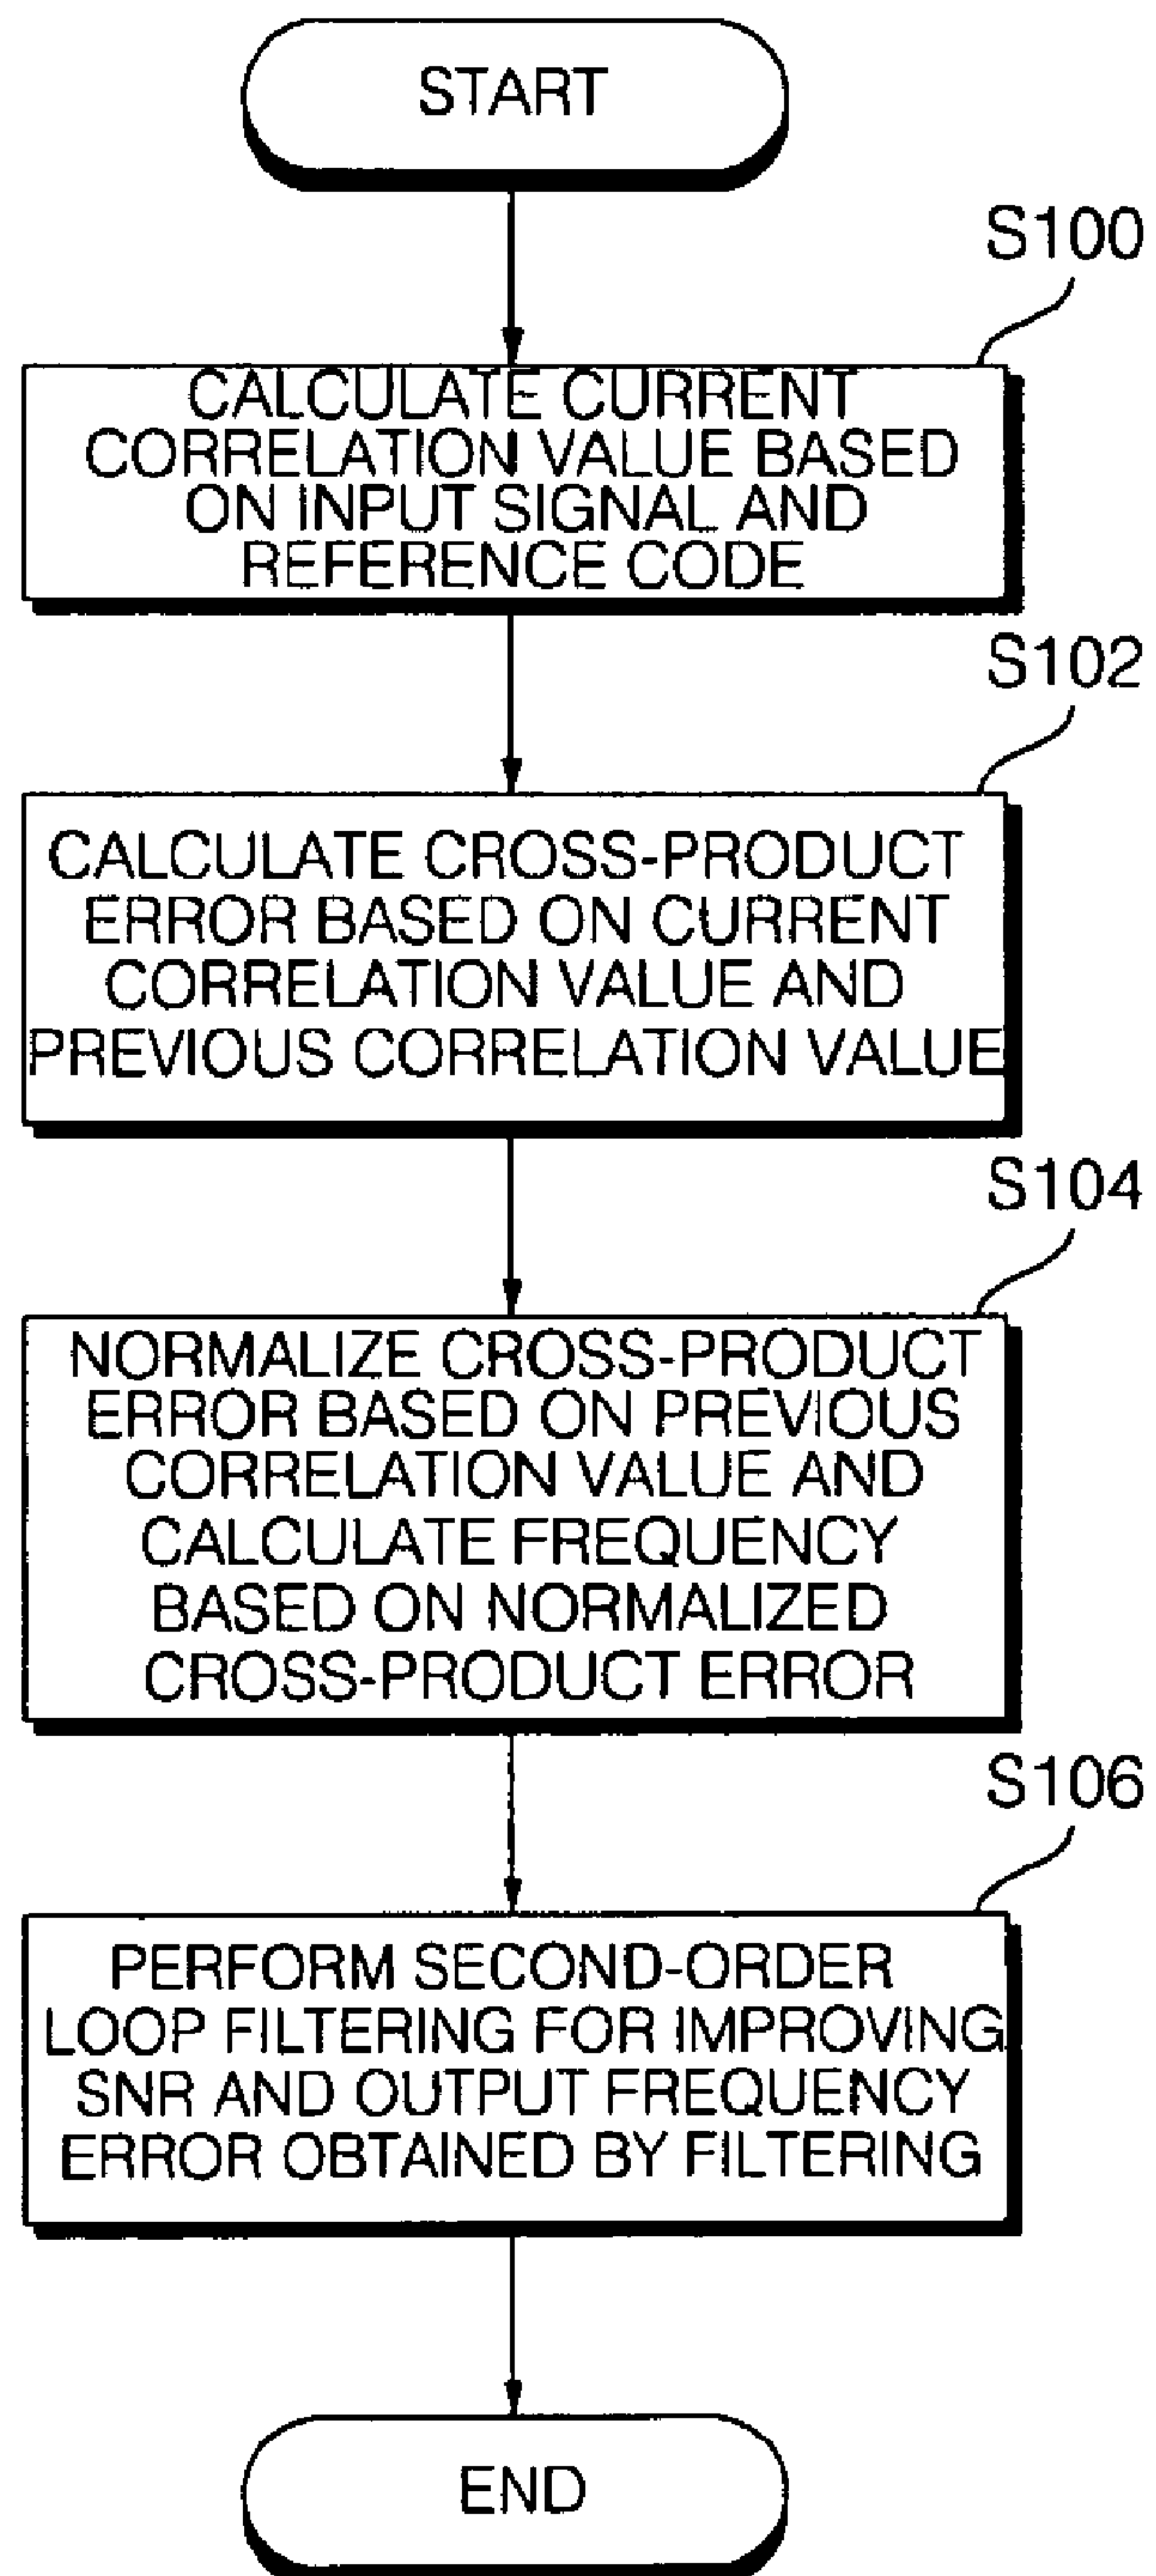 START
S100
CALCULATE CURRENT
CORRELATION VALUE BASED
ON INPUT SIGNAL AND
REFERENCE CODE
S102
CALCULATE CROSS-PRODUCT
ERROR BASED ON CURRENT
CORRELATION VALUE AND
PREVIOUS CORRELATION VALUE
S104
NORMALIZE CROSS-PRODUCT
ERROR BASED ON PREVIOUS
CORRELATION VALUE AND
CALCULATE FREQUENCY
BASED ON NORMALIZED
CROSS-PRODUCT ERROR
S106
PERFORM SECOND-ORDER
LOOP FILTERING FOR IMPROVING
SNR AND OUTPUT FREQUENCY
ERROR OBTAINED BY FILTERING
END